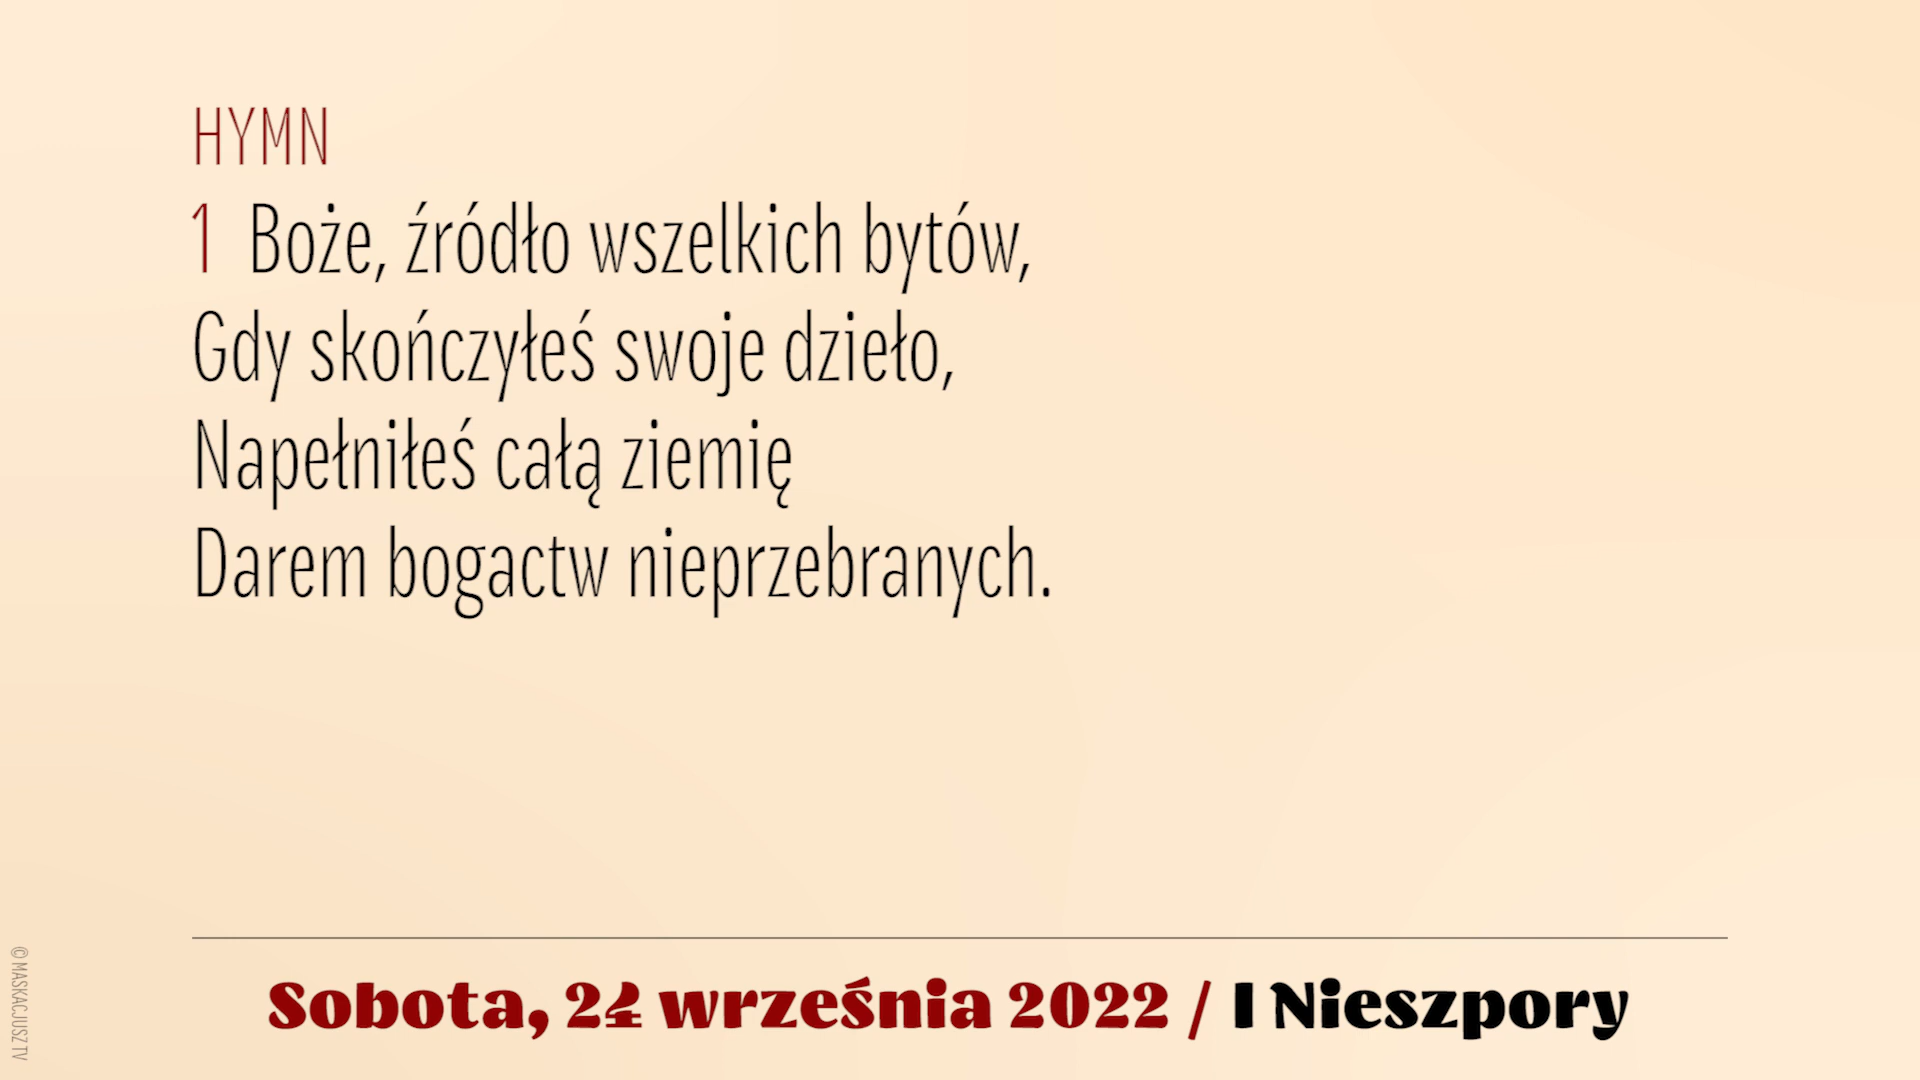 HYMN
1 Boże, źródło wszelkich bytów,
Gdy skończyłeś swoje dzieło,
Napełniłeś całą ziemię
Darem bogactw nieprzebranych.
Sobota, 24 września 2022 / I Nieszpory
© MASKACJUSZ TV